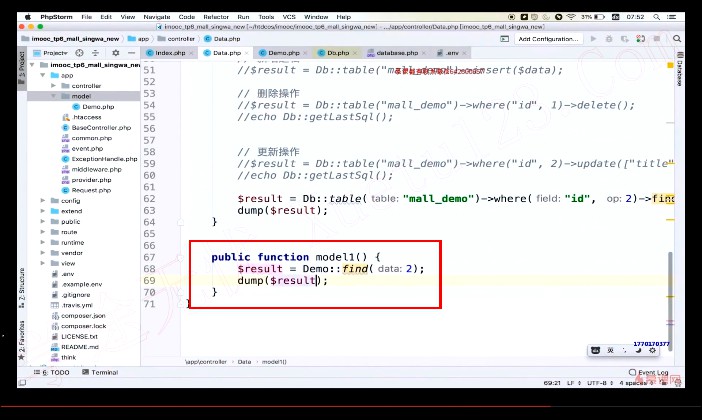 PhpStorm File Edit View Navigate Code Refactor Run Tools VCS Window Help 31% 07:52
imooc_tp6_mall_singwa_new [~/htdcos/imooc/imooc_tp6_mall_singwa_new] - .../app/controller/Data.php
imooc_tp6_mall_singwa_new app controller Data.php Add Configuration...
Project Index.php Data.php Demo.php Db.php database.php .env
1: Project
Database
imooc_tp6_mall_singwa_new
app
controller
model
Demo.php
.htaccess
BaseController.php
common.php
event.php
ExceptionHandle.php
middleware.php
provider.php
Request.php
config
extend
public
route
runtime
vendor
view
.env
.example.env
.gitignore
.travis.yml
composer.json
composer.lock
LICENSE.txt
README.md
think
Z: Structure
2: Favorites
51 //$result = Db::table("mall_demo")->insert($data);
52
53 // 删除操作
54 //$result = Db::table("mall_demo")->where("id", 1)->delete();
55 //echo Db::getLastSql();
56
57
58 // 更新操作
59 //$result = Db::table("mall_demo")->where("id", 2)->update(["title"
60 //echo Db::getLastSql();
61
62 $result = Db::table( table: "mall_demo")->where( field: "id", op: 2)->find
63 dump($result);
64 }
65
66
67 public function model1() {
68 $result = Demo::find( data: 2);
69 dump($result);
70 }
71 }
1770170377
英
\app\controller Data model1()
6: TODO Terminal Event Log
69:21 LF UTF-8 4 spaces